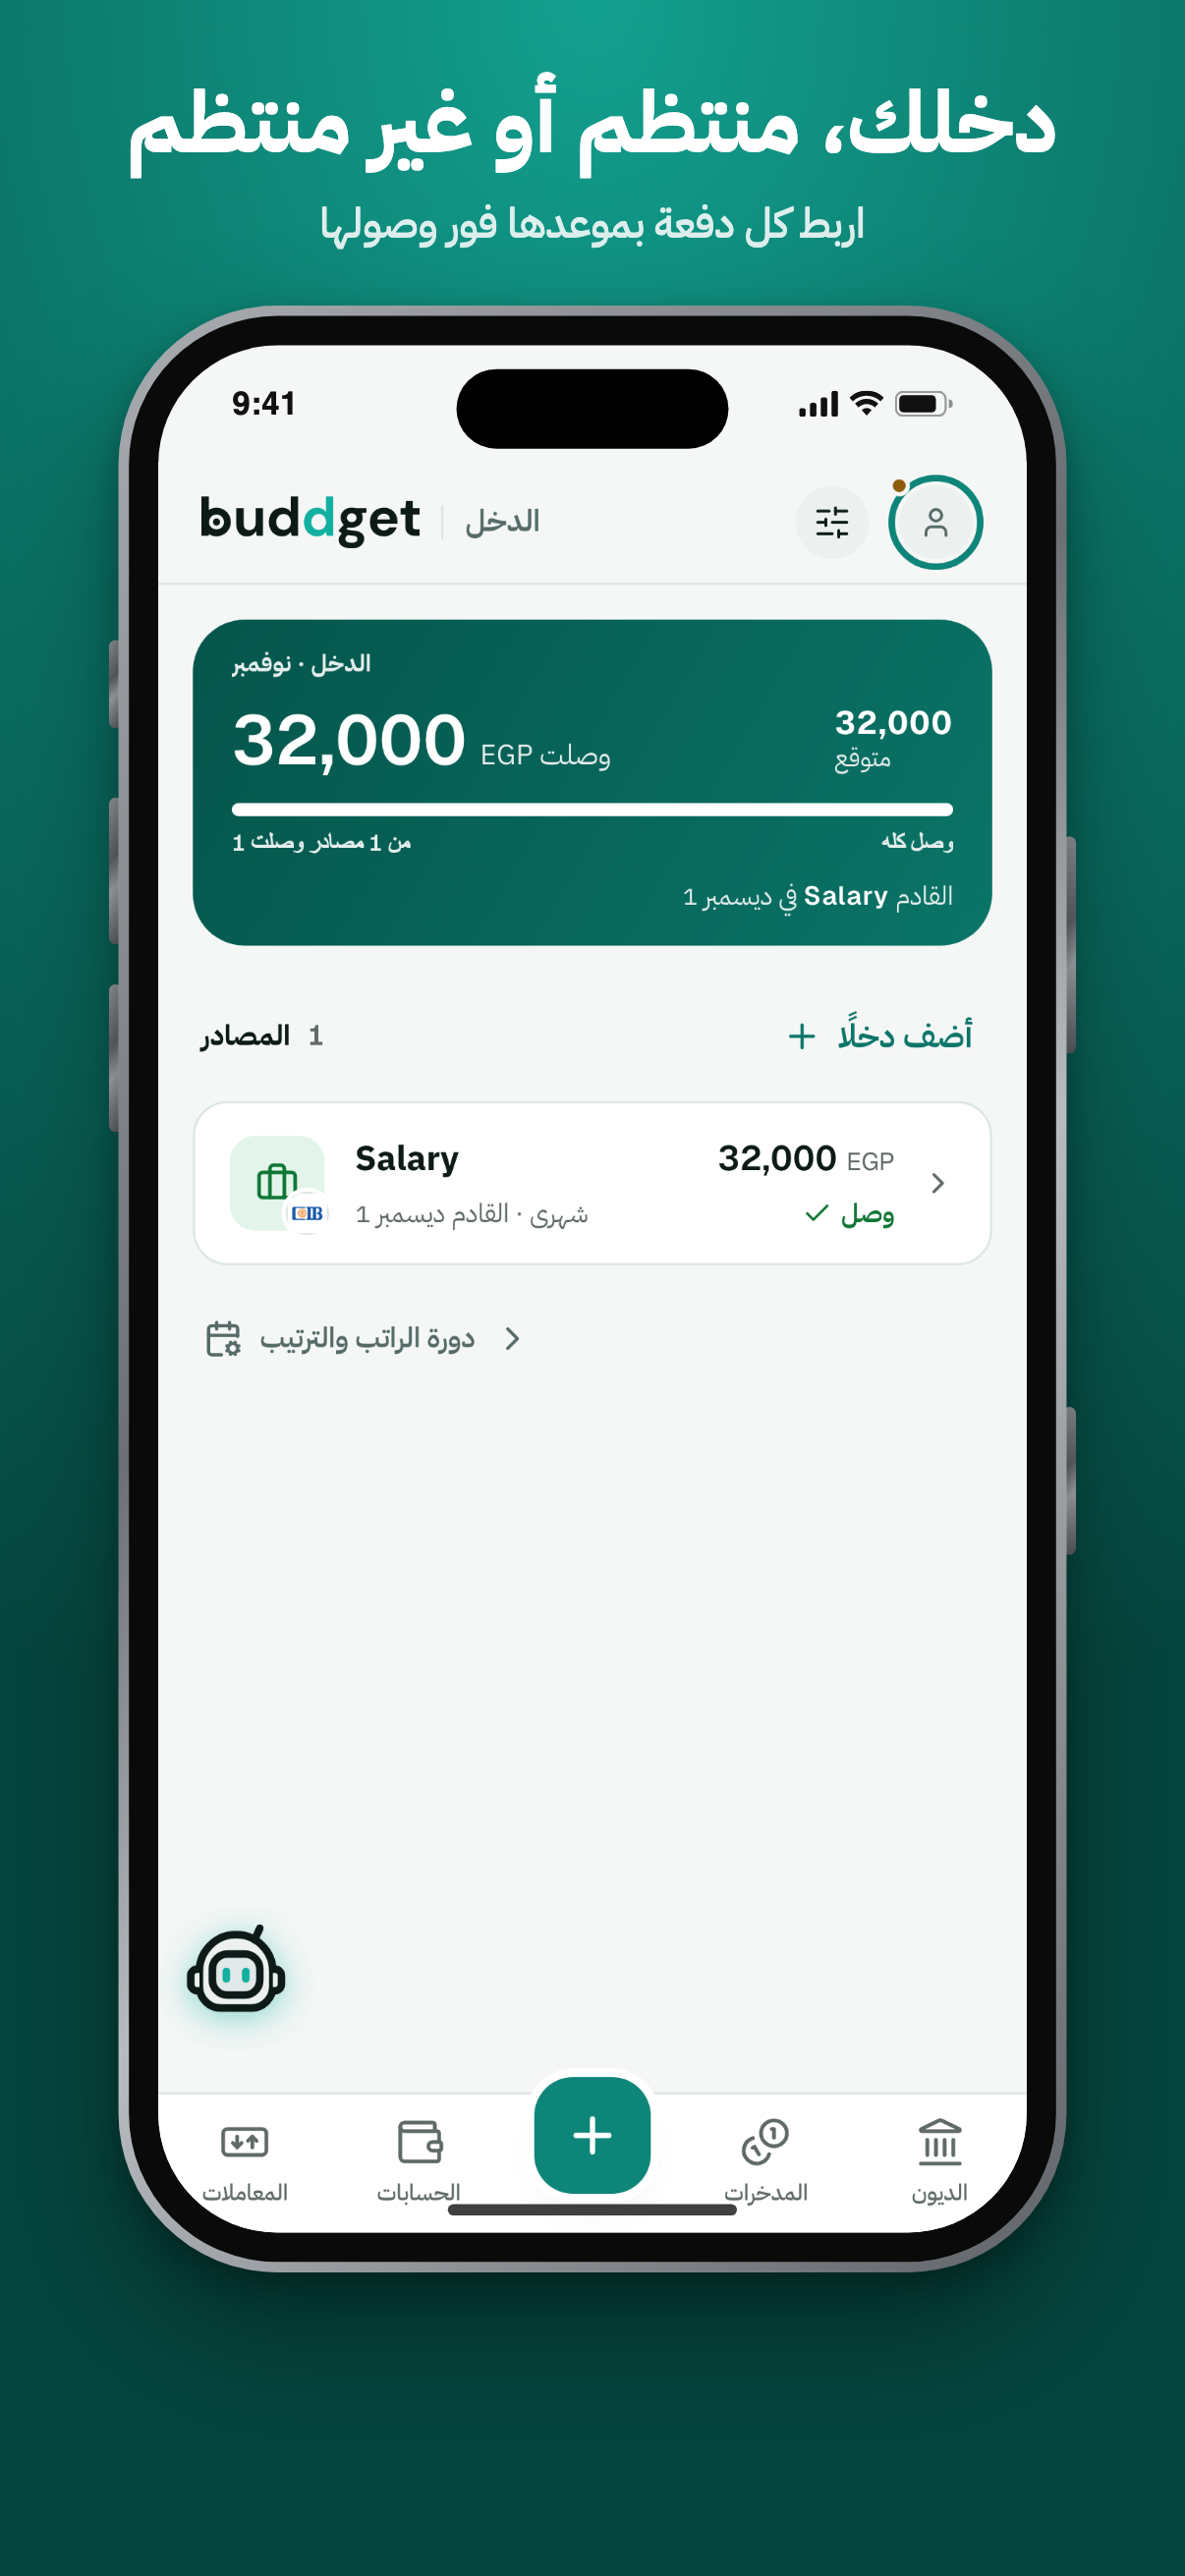 دخلك، منتظم أو غير منتظم
اربط كل دفعة بموعدها فور وصولها
9:41
buddget | الدخل
الدخل · نوفمبر
32,000 EGP وصلت
32,000
متوقع
1 من 1 مصادر وصلت
وصل كله
القادم Salary في ديسمبر 1
المصادر 1
+ أضف دخلًا
Salary
32,000 EGP
CIB
شهري · القادم ديسمبر 1
وصل
دورة الراتب والترتيب
المعاملات
الحسابات
المدخرات
الديون